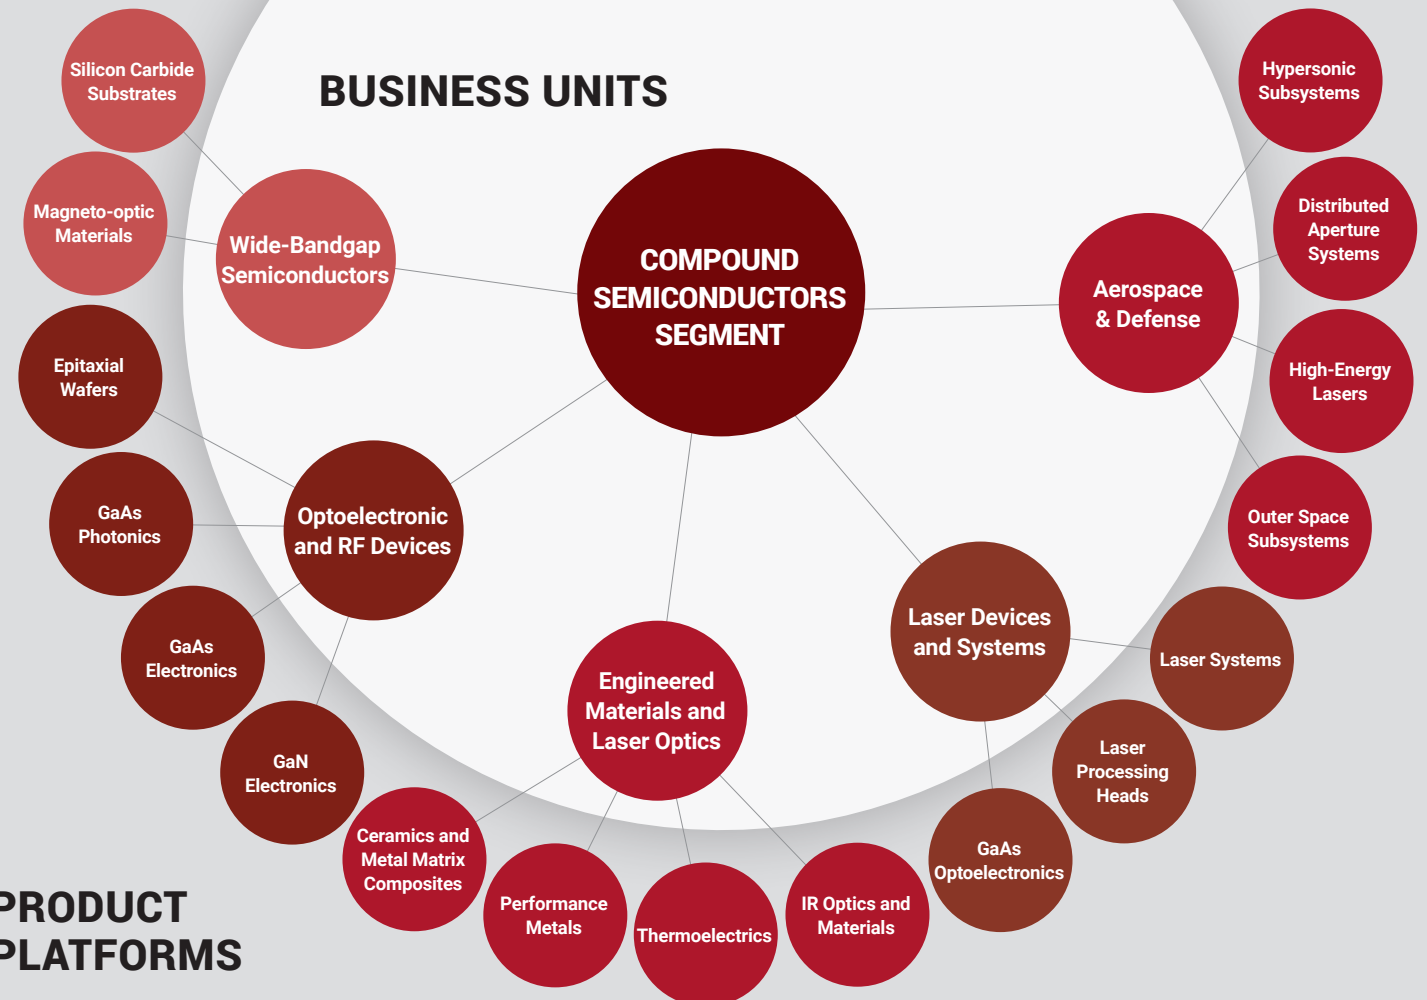 BUSINESS UNITS
COMPOUND
SEMICONDUCTORS
SEGMENT
Wide-Bandgap
Semiconductors
Silicon Carbide
Substrates
Magneto-optic
Materials
Optoelectronic
and RF Devices
Epitaxial
Wafers
GaAs
Photonics
GaAs
Electronics
GaN
Electronics
Engineered
Materials and
Laser Optics
Ceramics and
Metal Matrix
Composites
Performance
Metals
Thermoelectrics
IR Optics and
Materials
Laser Devices
and Systems
GaAs
Optoelectronics
Laser
Processing
Heads
Laser Systems
Aerospace
& Defense
Hypersonic
Subsystems
Distributed
Aperture
Systems
High-Energy
Lasers
Outer Space
Subsystems
PRODUCT
PLATFORMS